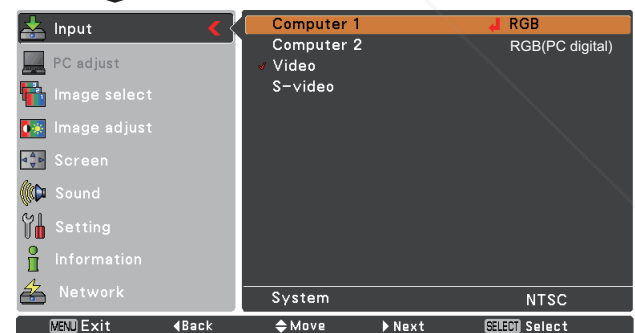 Input
PC adjust
Image select
Image adjust
Screen
Sound
Setting
Information
Network
Computer 1 RGB
Computer 2 RGB(PC digital)
Video
S-video
System NTSC
MENU Exit Back Move Next SELECT Select